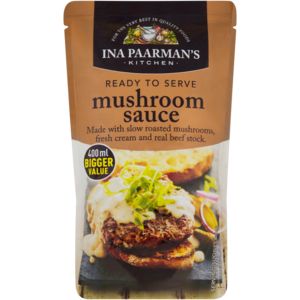 FOR THE VERY BEST IN QUALITY FOODS
INA PAARMAN'S
KITCHEN
READY TO SERVE
mushroom
sauce
Made with slow roasted mushrooms,
fresh cream and real beef stock.
400 ml
BIGGER
VALUE